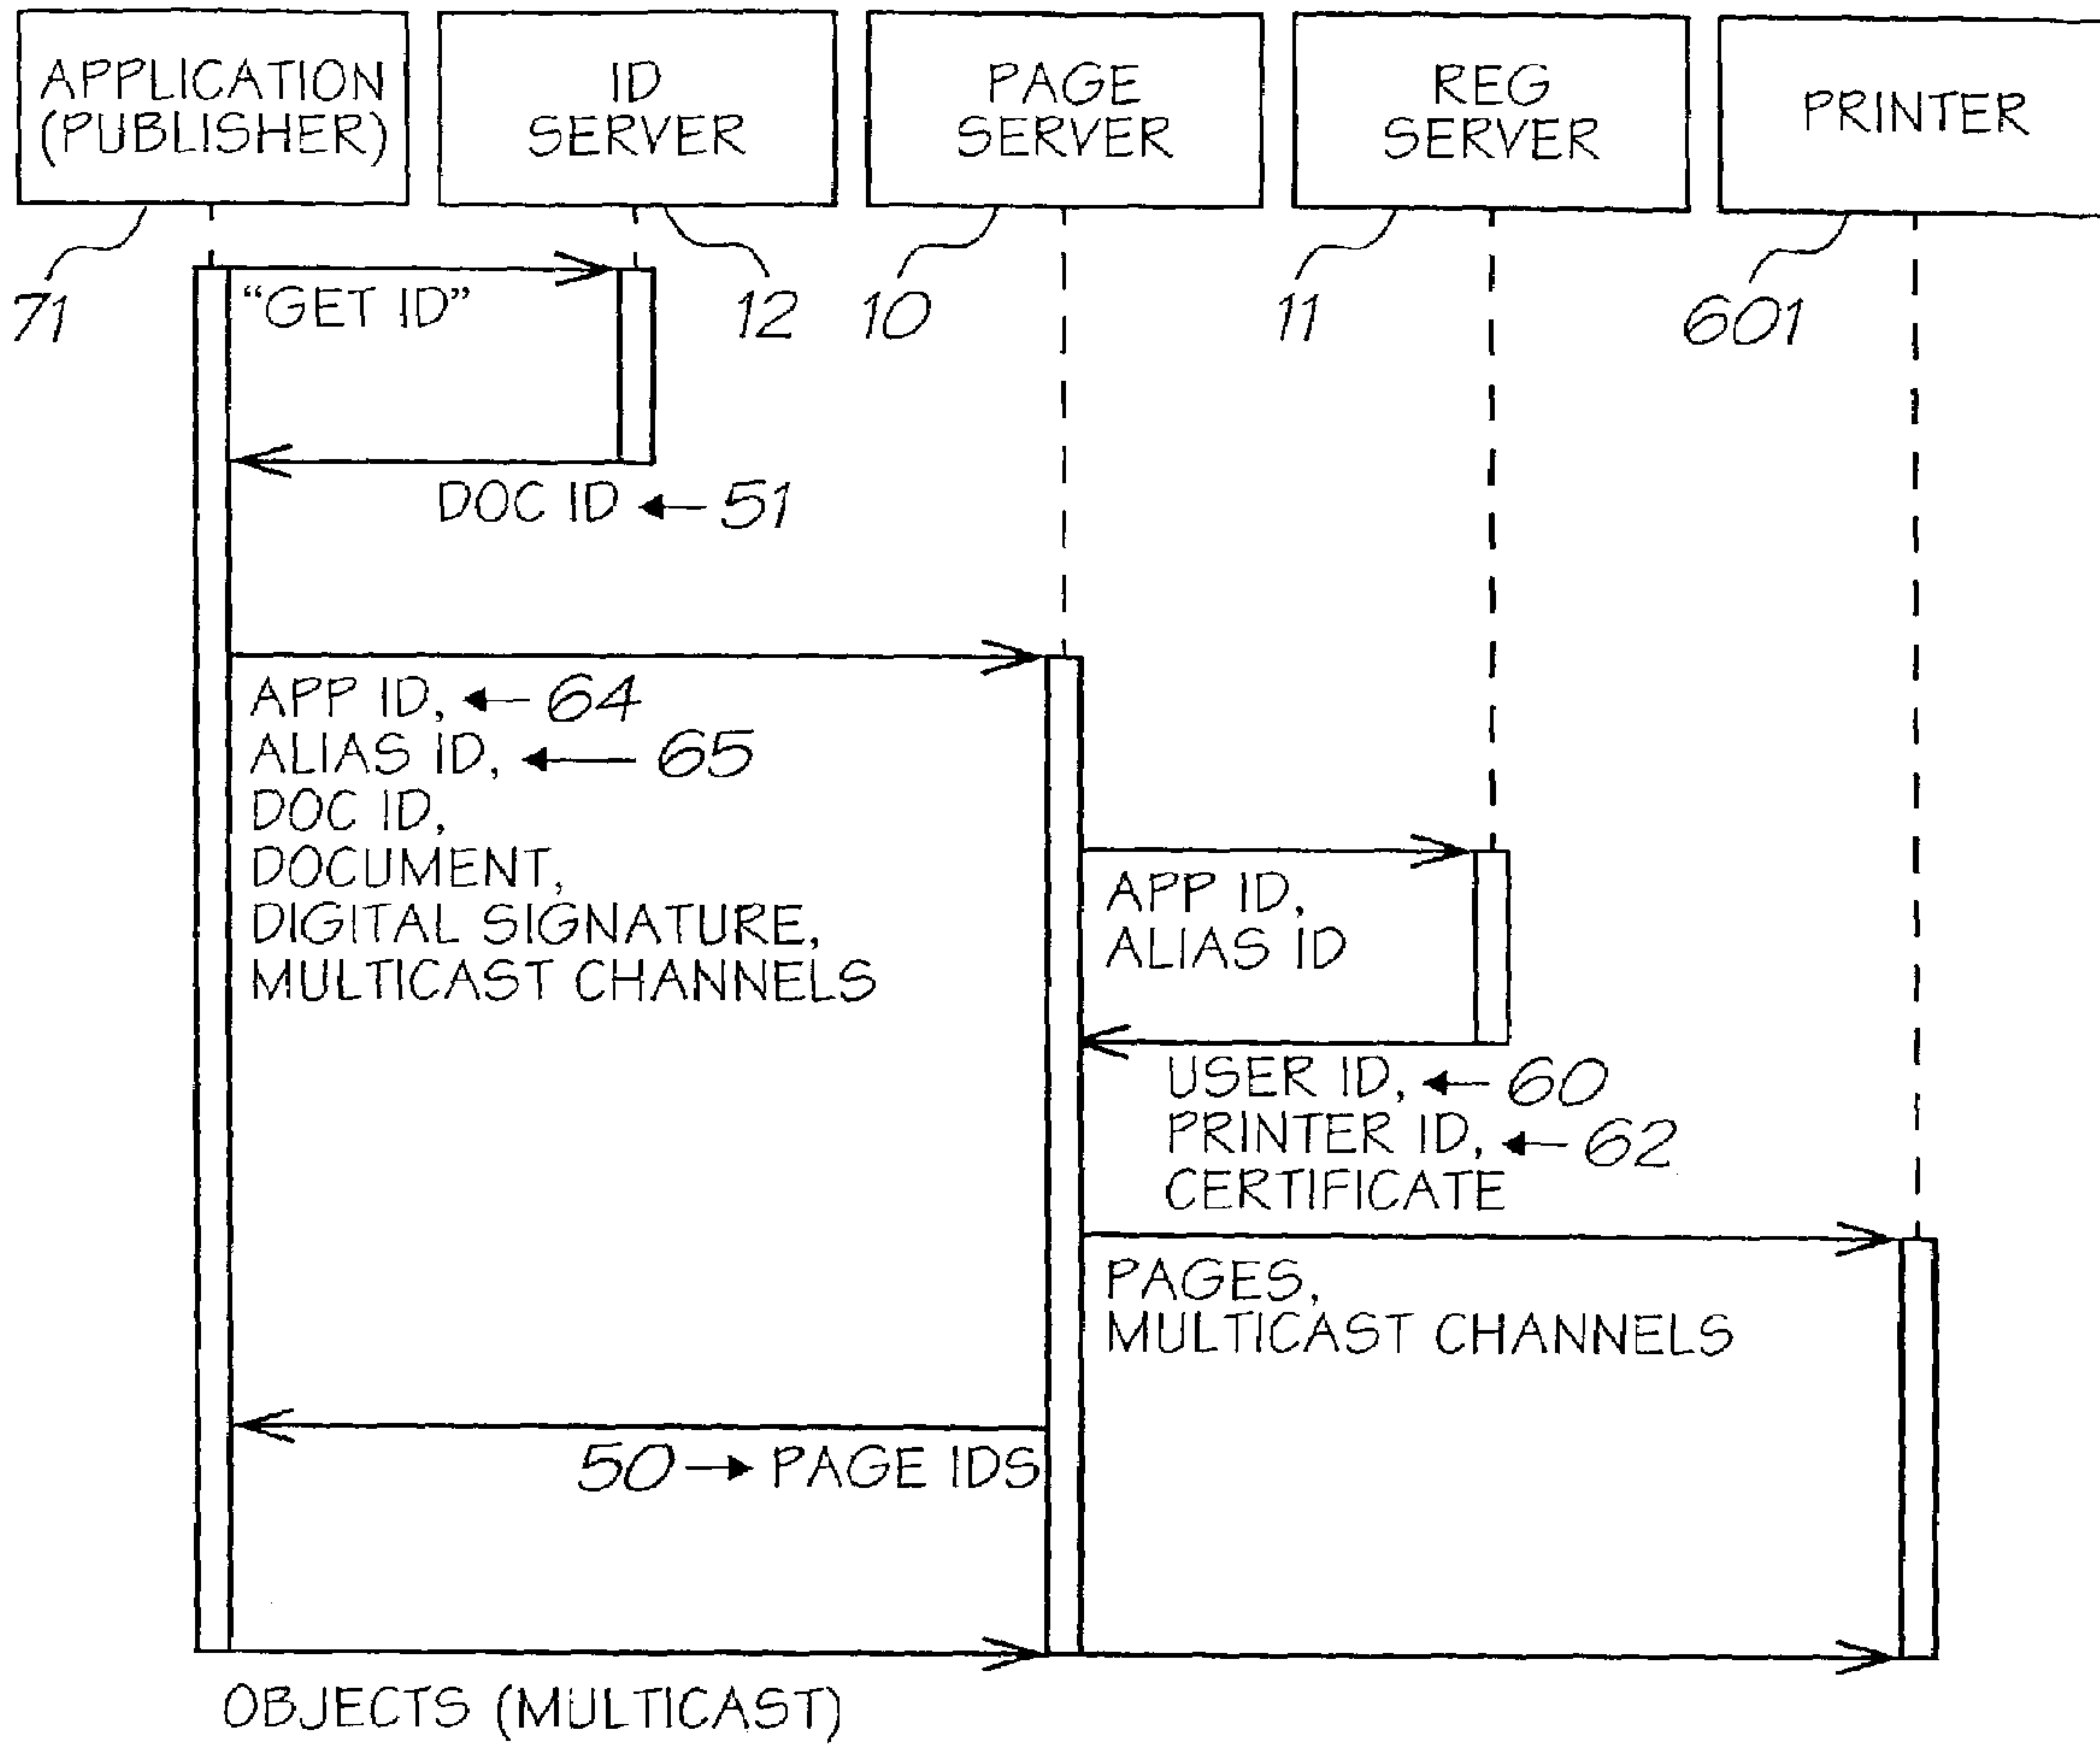 APPLICATION
(PUBLISHER)
ID
SERVER
PAGE
SERVER
REG
SERVER
PRINTER
71
12
10
11
601
"GET ID"
DOC ID
51
APP ID,
64
ALIAS ID,
65
DOC ID,
DOCUMENT,
DIGITAL SIGNATURE,
MULTICAST CHANNELS
APP ID,
ALIAS ID
USER ID,
60
PRINTER ID,
62
CERTIFICATE
PAGES,
MULTICAST CHANNELS
50
PAGE IDS
OBJECTS (MULTICAST)